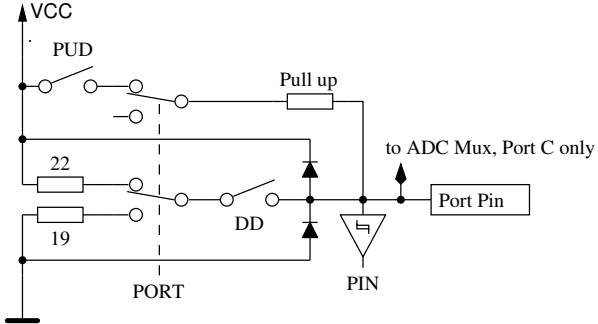 VCC
PUD
Pull up
to ADC Mux, Port C only
22
Port Pin
19
DD
PIN
PORT